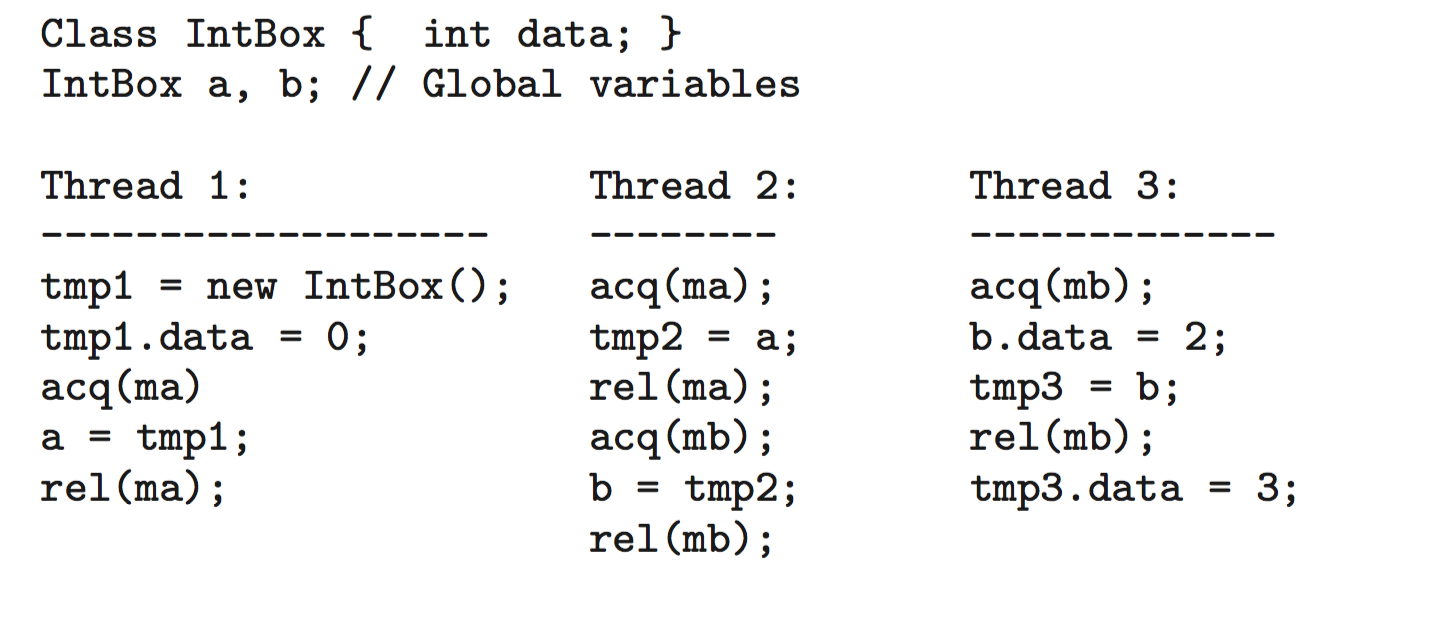 Class IntBox {  int data; }
IntBox a, b; // Global variables
Thread 1:                Thread 2:        Thread 3:
-------------------      --------         -------------
tmp1 = new IntBox();     acq(ma);         acq(mb);
tmp1.data = 0;           tmp2 = a;        b.data = 2;
acq(ma)                  rel(ma);         tmp3 = b;
a = tmp1;                acq(mb);         rel(mb);
rel(ma);                 b = tmp2;        tmp3.data = 3;
                         rel(mb);